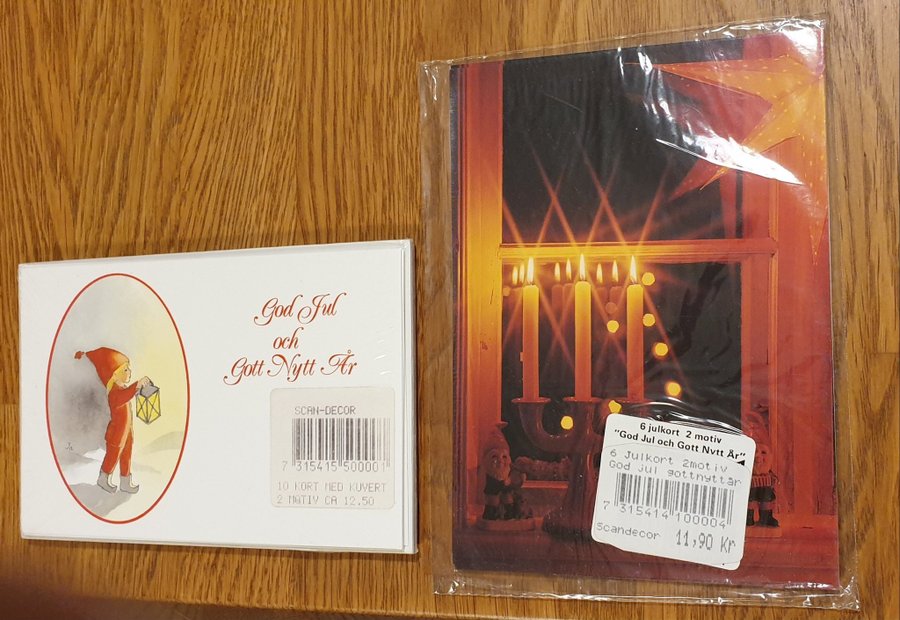 God Jul
och
Gott Nytt År
SCAN-DECOR
7 315415 500001
10 KORT MED KUVERT
2 MOTIV CA 12.50
6 julkort 2 motiv
"God Jul och Gott Nytt År"
6 Julkort 2motiv
God jul gottnyttår
7 315414 100004
Scandecor 11,90 Kr